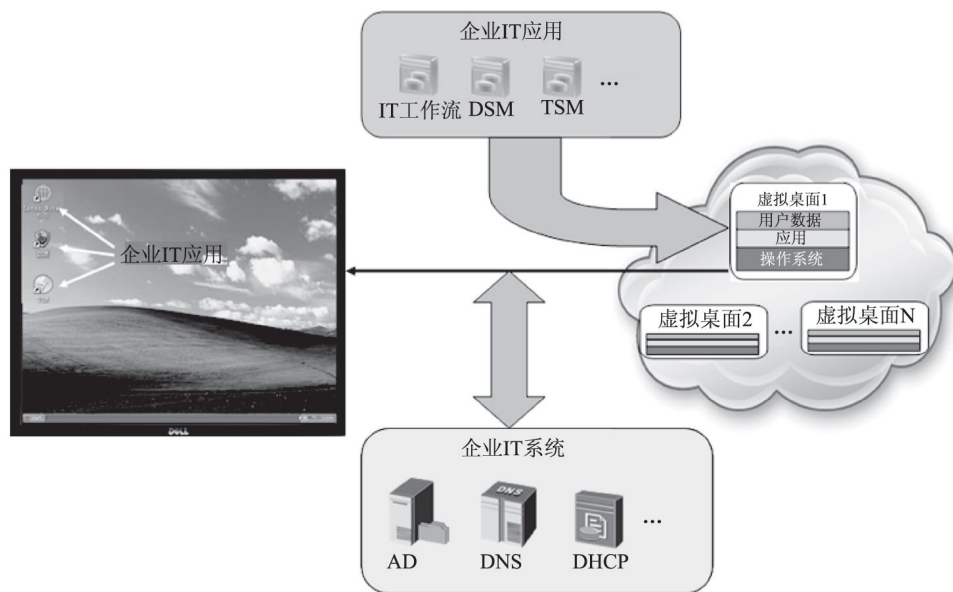 企业IT应用
IT工作流 DSM TSM ...
虚拟桌面1
用户数据
应用
操作系统
企业IT应用
虚拟桌面2 ... 虚拟桌面N
DELL
企业IT系统
DNS
AD DNS DHCP ...